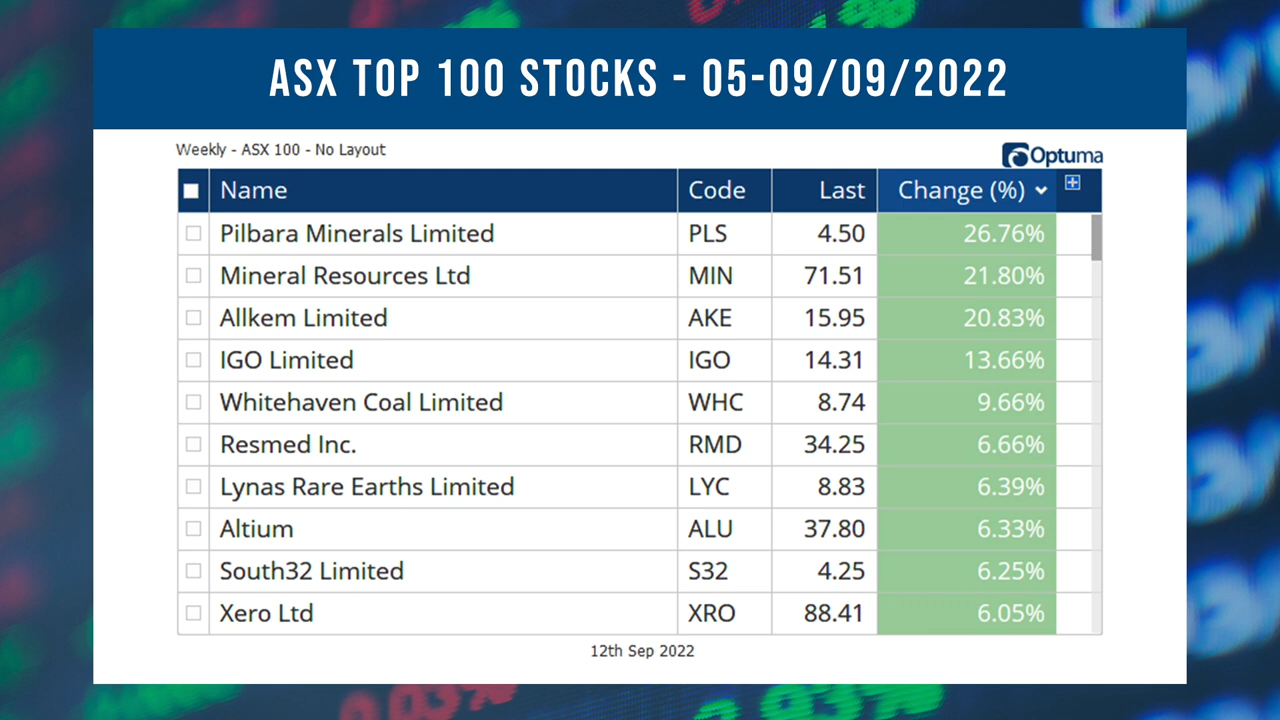 ASX TOP 100 STOCKS - 05-09/09/2022
Weekly - ASX 100 - No Layout
Optuma
Name Code Last Change (%)
Pilbara Minerals Limited PLS 4.50 26.76%
Mineral Resources Ltd MIN 71.51 21.80%
Allkem Limited AKE 15.95 20.83%
IGO Limited IGO 14.31 13.66%
Whitehaven Coal Limited WHC 8.74 9.66%
Resmed Inc. RMD 34.25 6.66%
Lynas Rare Earths Limited LYC 8.83 6.39%
Altium ALU 37.80 6.33%
South32 Limited S32 4.25 6.25%
Xero Ltd XRO 88.41 6.05%
12th Sep 2022
0.03%